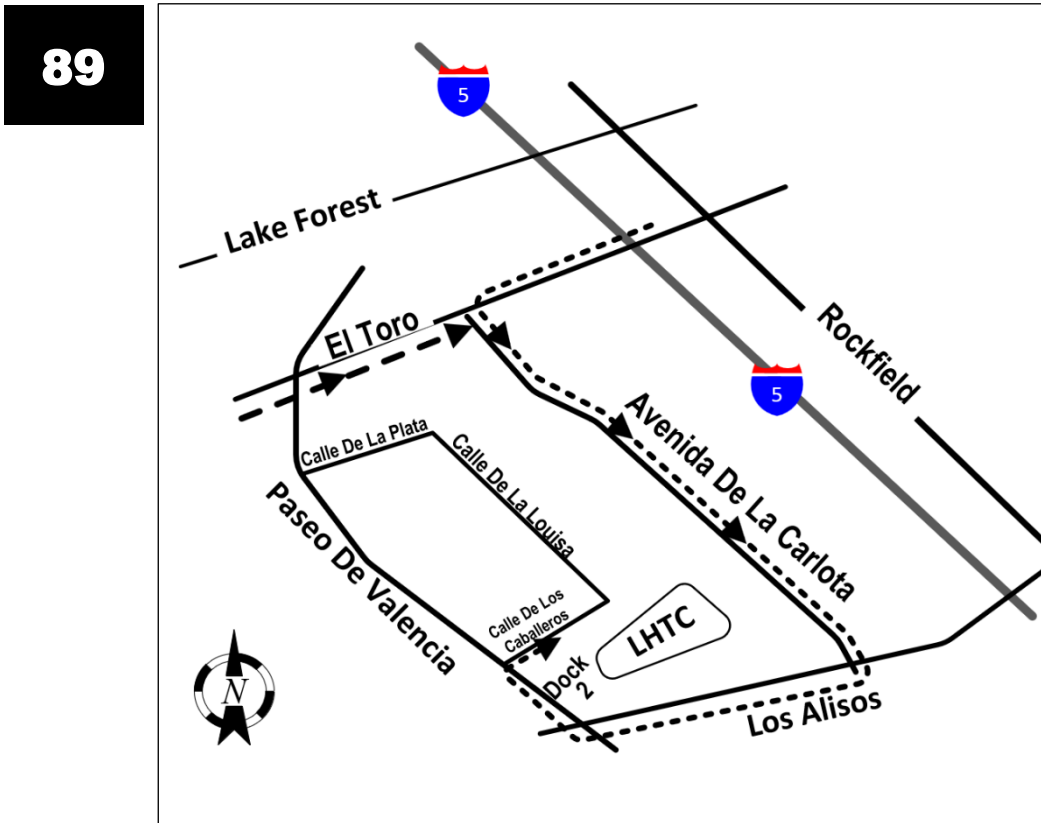 89
5
Lake Forest
El Toro
Rockfield
5
Calle De La Plata
Calle De La Louisa
Avenida De La Carlota
Paseo De Valencia
Calle De Los
Caballeros
LHTC
Dock
2
N
Los Alisos